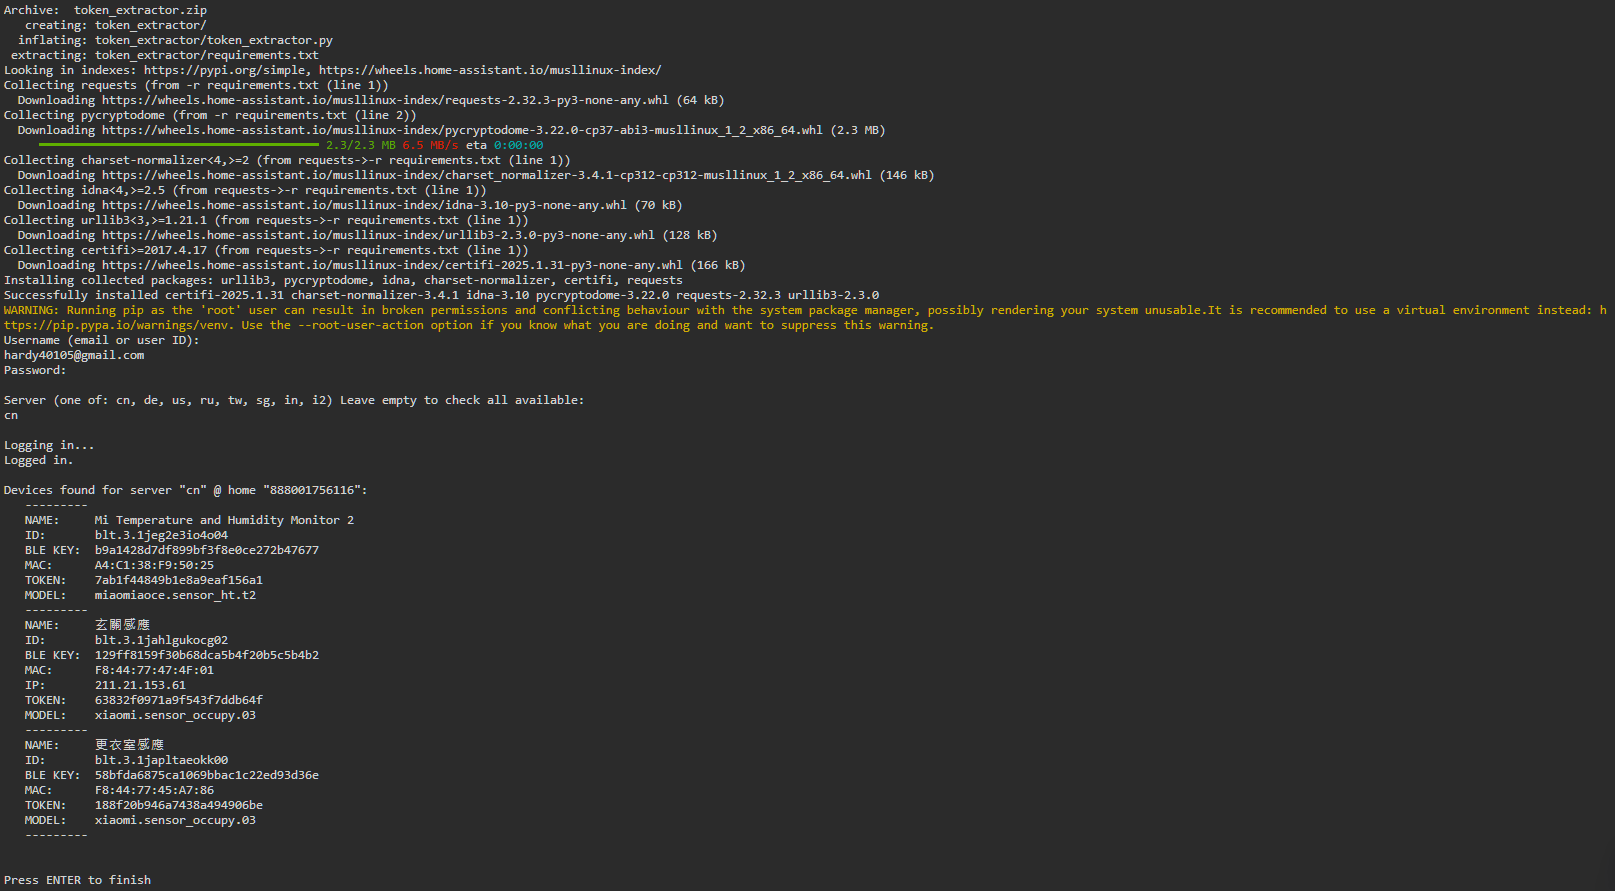 Archive:  token_extractor.zip
   creating: token_extractor/
  inflating: token_extractor/token_extractor.py
 extracting: token_extractor/requirements.txt
Looking in indexes: https://pypi.org/simple, https://wheels.home-assistant.io/musllinux-index/
Collecting requests (from -r requirements.txt (line 1))
  Downloading https://wheels.home-assistant.io/musllinux-index/requests-2.32.3-py3-none-any.whl (64 kB)
Collecting pycryptodome (from -r requirements.txt (line 2))
  Downloading https://wheels.home-assistant.io/musllinux-index/pycryptodome-3.22.0-cp37-abi3-musllinux_1_2_x86_64.whl (2.3 MB)
     2.3/2.3 MB 6.5 MB/s eta 0:00:00
Collecting charset-normalizer<4,>=2 (from requests->-r requirements.txt (line 1))
  Downloading https://wheels.home-assistant.io/musllinux-index/charset_normalizer-3.4.1-cp312-cp312-musllinux_1_2_x86_64.whl (146 kB)
Collecting idna<4,>=2.5 (from requests->-r requirements.txt (line 1))
  Downloading https://wheels.home-assistant.io/musllinux-index/idna-3.10-py3-none-any.whl (70 kB)
Collecting urllib3<3,>=1.21.1 (from requests->-r requirements.txt (line 1))
  Downloading https://wheels.home-assistant.io/musllinux-index/urllib3-2.3.0-py3-none-any.whl (128 kB)
Collecting certifi>=2017.4.17 (from requests->-r requirements.txt (line 1))
  Downloading https://wheels.home-assistant.io/musllinux-index/certifi-2025.1.31-py3-none-any.whl (166 kB)
Installing collected packages: urllib3, pycryptodome, idna, charset-normalizer, certifi, requests
Successfully installed certifi-2025.1.31 charset-normalizer-3.4.1 idna-3.10 pycryptodome-3.22.0 requests-2.32.3 urllib3-2.3.0
WARNING: Running pip as the 'root' user can result in broken permissions and conflicting behaviour with the system package manager, possibly rendering your system unusable.It is recommended to use a virtual environment instead: h
ttps://pip.pypa.io/warnings/venv. Use the --root-user-action option if you know what you are doing and want to suppress this warning.
Username (email or user ID):
hardy40105@gmail.com
Password:
Server (one of: cn, de, us, ru, tw, sg, in, i2) Leave empty to check all available:
cn
Logging in...
Logged in.
Devices found for server "cn" @ home "888001756116":
   ---------
   NAME:     Mi Temperature and Humidity Monitor 2
   ID:       blt.3.1jeg2e3io4o04
   BLE KEY:  b9a1428d7df899bf3f8e0ce272b47677
   MAC:      A4:C1:38:F9:50:25
   TOKEN:    7ab1f44849b1e8a9eaf156a1
   MODEL:    miaomiaoce.sensor_ht.t2
   ---------
   NAME:     玄關感應
   ID:       blt.3.1jahlgukocg02
   BLE KEY:  129ff8159f30b68dca5b4f20b5c5b4b2
   MAC:      F8:44:77:47:4F:01
   IP:       211.21.153.61
   TOKEN:    63832f0971a9f543f7ddb64f
   MODEL:    xiaomi.sensor_occupy.03
   ---------
   NAME:     更衣室感應
   ID:       blt.3.1japltaeokk00
   BLE KEY:  58bfda6875ca1069bbac1c22ed93d36e
   MAC:      F8:44:77:45:A7:86
   TOKEN:    188f20b946a7438a494906be
   MODEL:    xiaomi.sensor_occupy.03
   ---------
Press ENTER to finish